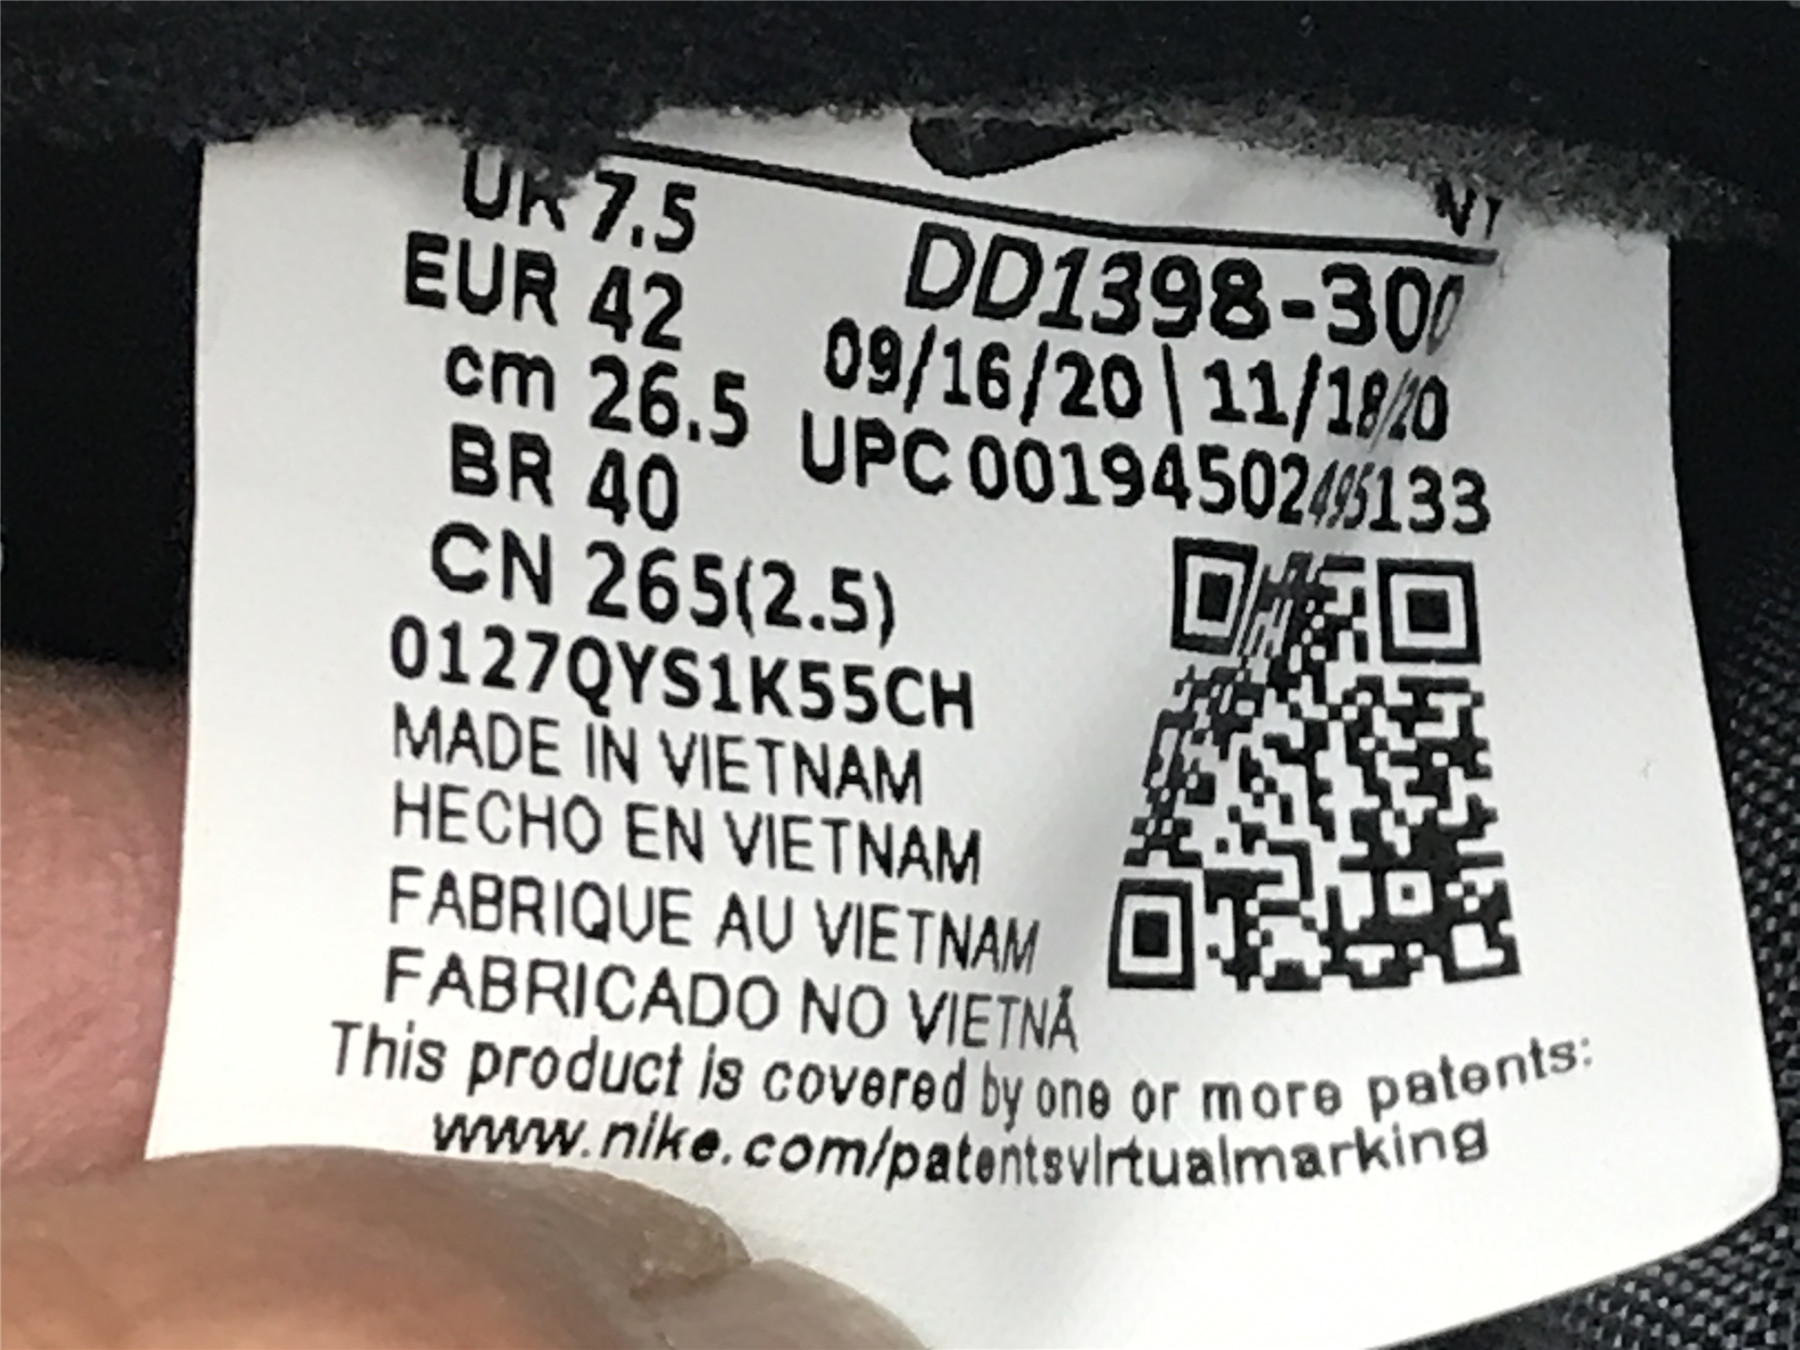 UK 7.5
EUR 42
cm 26.5
BR 40
CN 265(2.5)
DD1398-300
09/16/20 \ 11/18/20
UPC 00194502495133
0127QYS1K55CH
MADE IN VIETNAM
HECHO EN VIETNAM
FABRIQUE AU VIETNAM
FABRICADO NO VIETNÃ
This product is covered by one or more patents:
www.nike.com/patentsvirtualmarking